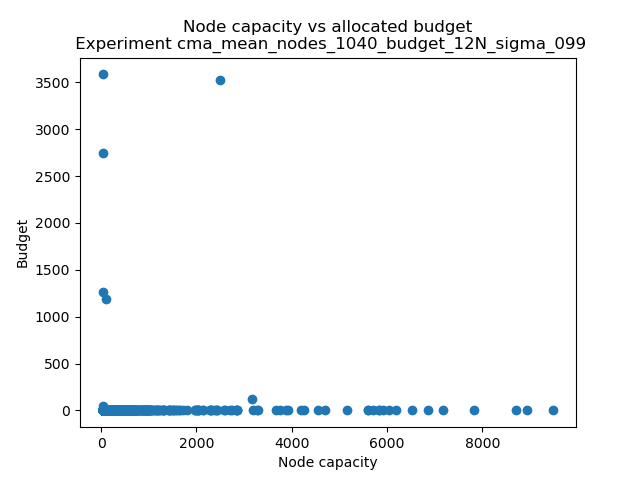 Node capacity vs allocated budget
Experiment cma_mean_nodes_1040_budget_12N_sigma_099
3500
3000
2500
2000
1500
1000
500
0
Budget
0 2000 4000 6000 8000
Node capacity